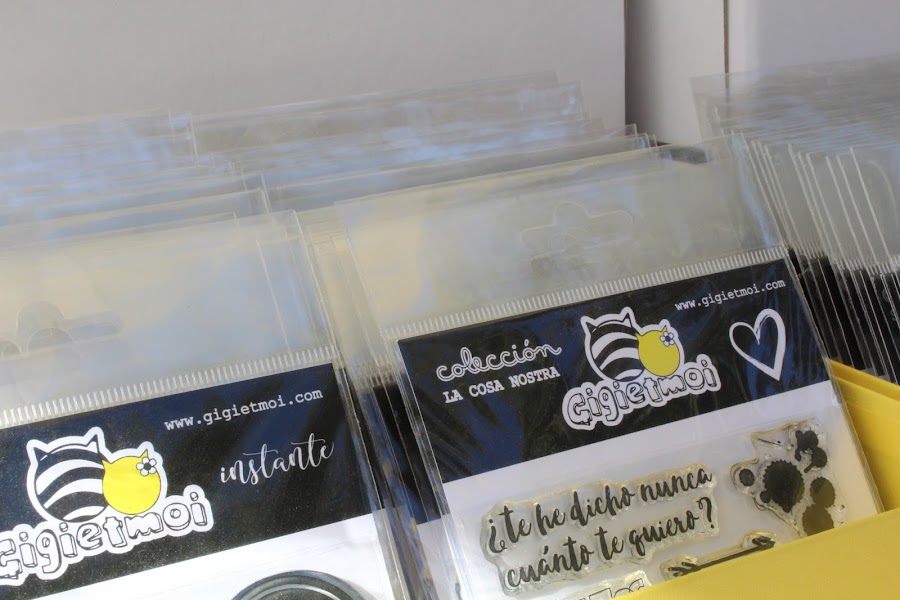 www.gigietmoi.com
instante
Gigietmoi
www.gigietmoi.com
colección
LA COSA NOSTRA
Gigietmoi
¿te he dicho nunca
cuánto te quiero?